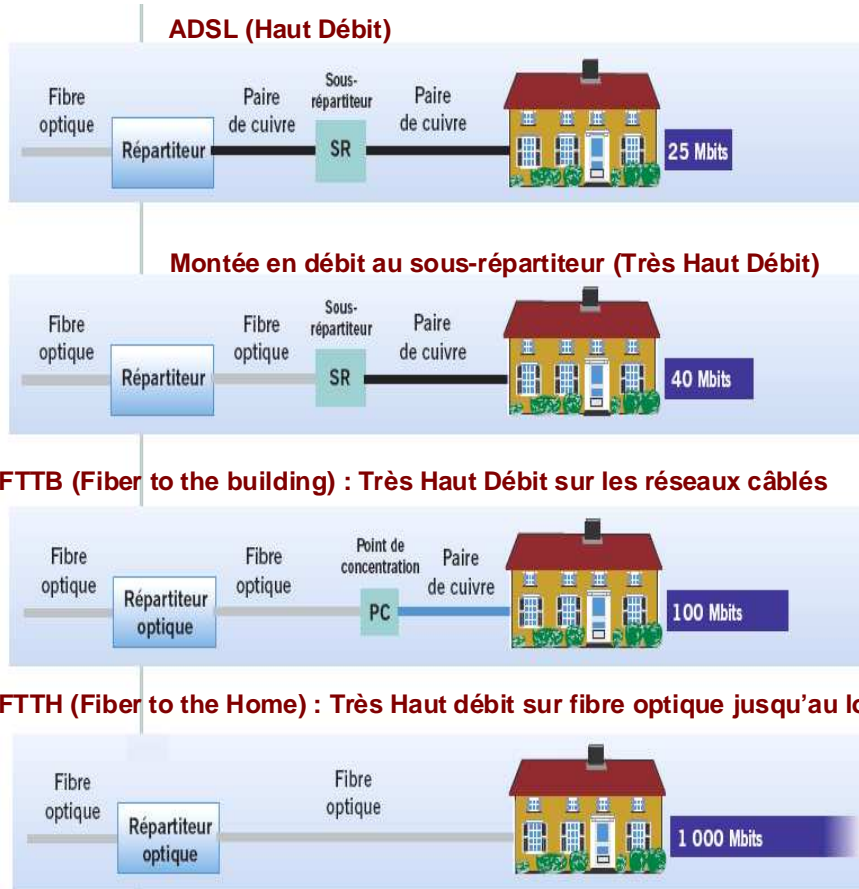 ADSL (Haut Débit)
Fibre
optique
Répartiteur
Paire
de cuivre
Sous-
répartiteur
SR
Paire
de cuivre
25 Mbits
Montée en débit au sous-répartiteur (Très Haut Débit)
Fibre
optique
Répartiteur
Fibre
optique
Sous-
répartiteur
SR
Paire
de cuivre
40 Mbits
FTTB (Fiber to the building) : Très Haut Débit sur les réseaux câblés
Fibre
optique
Répartiteur
optique
Fibre
optique
Point de
concentration
PC
Paire
de cuivre
100 Mbits
FTTH (Fiber to the Home) : Très Haut débit sur fibre optique jusqu’au
Fibre
optique
Répartiteur
optique
Fibre
optique
1 000 Mbits